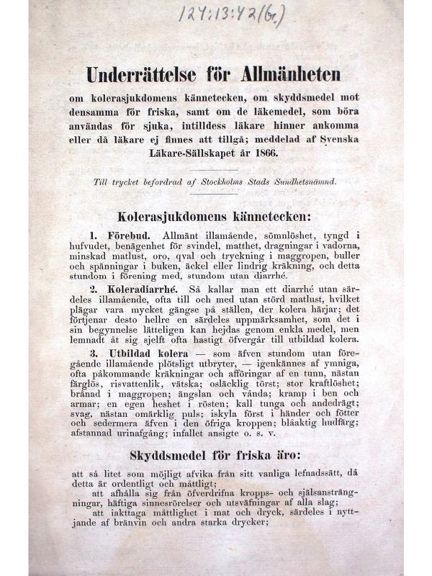 124:13:42(6.)
Underrättelse för Allmänheten
om kolerasjukdomens kännetecken, om skyddsmedel mot
densamma för friska, samt om de läkemedel, som böra
användas för sjuka, intilldess läkare hinner ankomma
eller då läkare ej finnes att tillgå; meddelad af Svenska
Läkare-Sällskapet år 1866.
Till trycket befordrad af Stockholms Stads Sundhetsnämnd.
Kolerasjukdomens kännetecken:
1. Förebud. Allmänt illamående, sömnlöshet, tyngd i
hufvudet, benägenhet för svindel, matthet, dragningar i vadorna,
minskad matlust, oro, qval och tryckning i maggropen, buller
och spänningar i buken, äckel eller lindrig kräkning, och detta
stundom i förening med, stundom utan diarrhé.
2. Koleradiarrhé. Så kallar man ett diarrhé utan sär-
deles illamående, ofta till och med utan störd matlust, hvilket
plägar vara mycket gängse på ställen, der kolera härjar; det
förtjenar desto hellre en särdeles uppmärksamhet, som det i
sin begynnelse lätteligen kan hejdas genom enkla medel, men
lemnadt åt sig sjelft ofta hastigt öfvergår till utbildad kolera.
3. Utbildad kolera — som äfven stundom utan före-
gående illamående plötsligt utbryter, — igenkännes af ymniga,
ofta påkommande kräkningar och afföringar af en tunn, nästan
färglös, risvattenlik, vätska; osläcklig törst; stor kraftlöshet;
brånad i maggropen; ängslan och vånda; kramp i ben och
armar; en egen heshet i rösten; kall tunga och andedrägt;
svag, nästan omärklig puls; iskyla först i händer och fötter
och sedermera äfven i den öfriga kroppen; blåaktig hudfärg;
afstannad urinafgång; infallet ansigte o. s. v.
Skyddsmedel för friska äro:
att så litet som möjligt afvika från sitt vanliga lefnadssätt, då
detta är ordentligt och måttligt;
att afhålla sig från öfverdrifna kropps- och själsansträng-
ningar, häftiga sinnesrörelser och utsväfningar af alla slag;
att iakttaga måttlighet i mat och dryck, särdeles i nytt-
jande af bränvin och andra starka drycker;